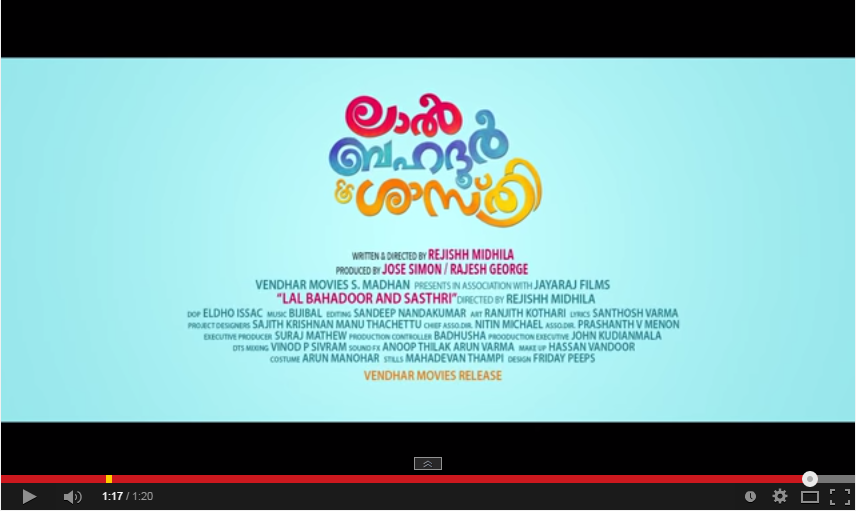 ലാൽ
ബഹദൂർ
& ശാസ്ത്രി
WRITTEN & DIRECTED BY REJISHH MIDHILA
PRODUCED BY JOSE SIMON / RAJESH GEORGE
VENDHAR MOVIES S. MADHAN PRESENTS IN ASSOCIATION WITH JAYARAJ FILMS
"LAL BAHADOOR AND SASTHRI" DIRECTED BY REJISHH MIDHILA
DOP ELDHO ISSAC MUSIC BIJIBAL EDITING SANDEEP NANDAKUMAR ART RANJITH KOTHARI LYRICS SANTHOSH VARMA
PROJECT DESIGNERS SAJITH KRISHNAN MANU THACHETTU CHIEF ASSO.DIR. NITIN MICHAEL ASSO.DIR. PRASHANTH V MENON
EXECUTIVE PRODUCER SURAJ MATHEW PRODUCTION CONTROLLER BADHUSHA PROODUCTION EXECUTIVE JOHN KUDIANMALA
DTS MIXING VINOD P SIVRAM SOUND FX ANOOP THILAK ARUN VARMA MAKE UP HASSAN VANDOOR
COSTUME ARUN MANOHAR STILLS MAHADEVAN THAMPI DESIGN FRIDAY PEEPS
VENDHAR MOVIES RELEASE
1:17 / 1:20